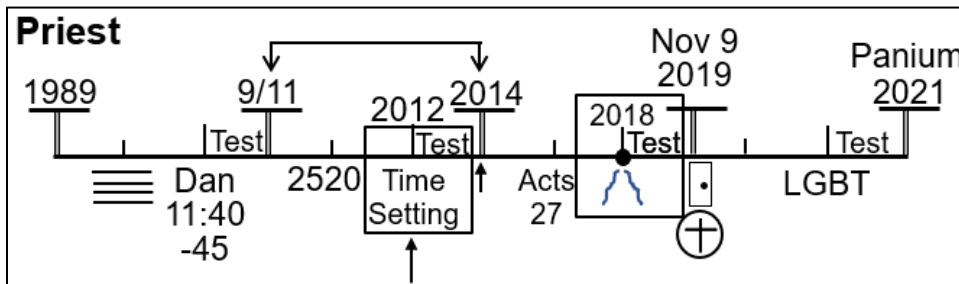 Priest
1989
9/11
2012
2014
2018
Nov 9
2019
Panium
2021
Test
Test
Test
Test
Dan
11:40
-45
2520
Time
Setting
Acts
27
LGBT